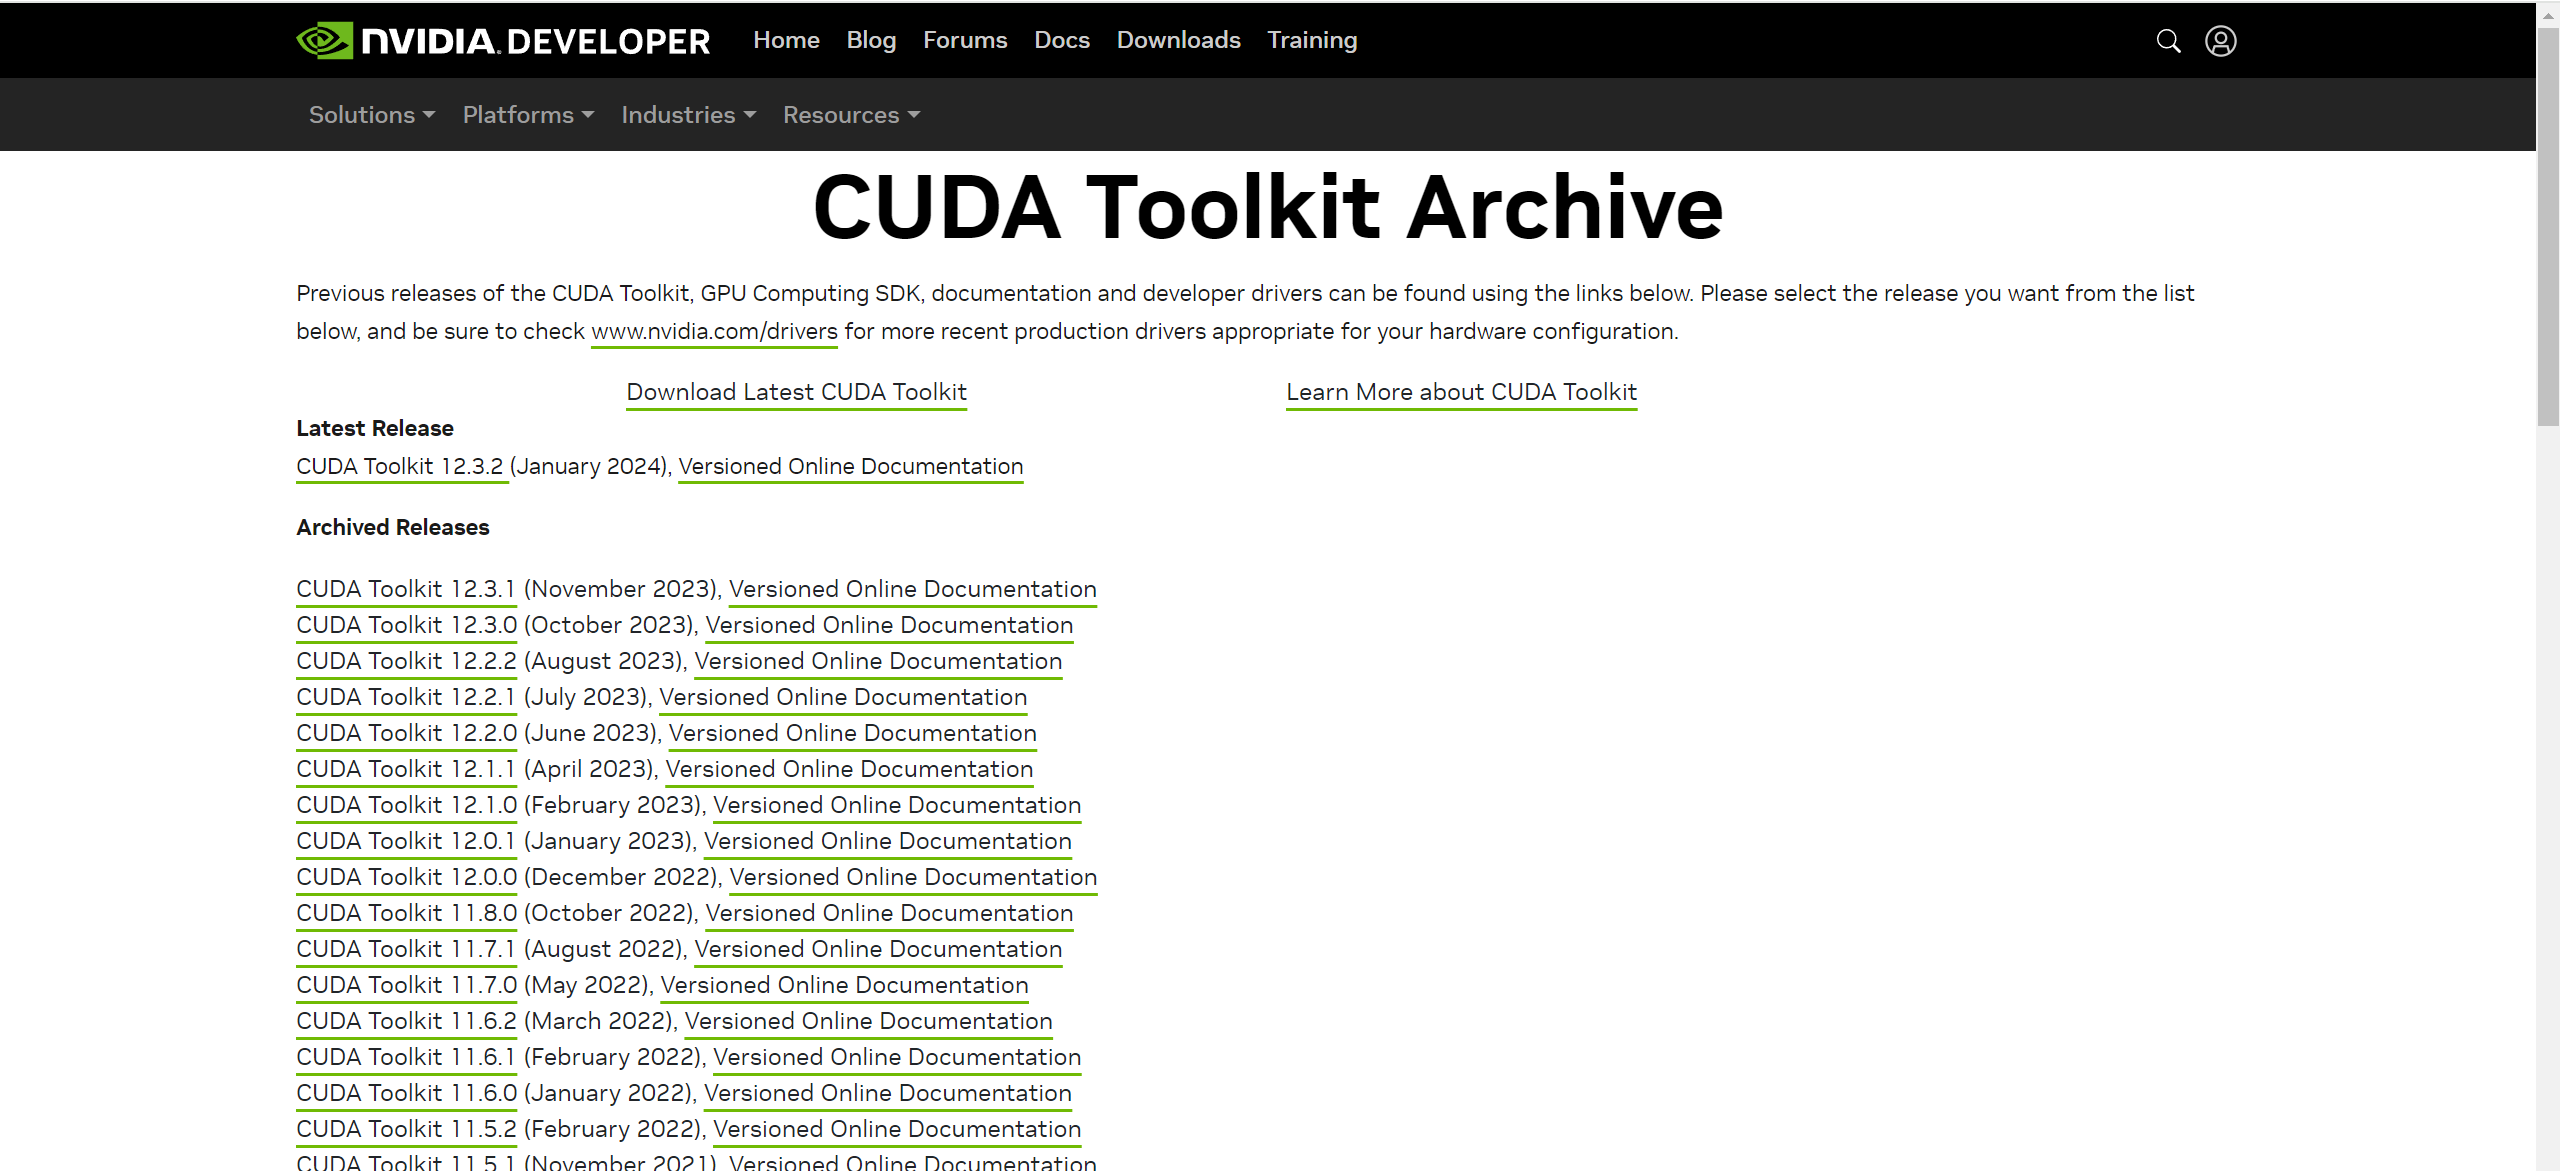 NVIDIA. DEVELOPER Home Blog Forums Docs Downloads Training
Solutions Platforms Industries Resources
CUDA Toolkit Archive
Previous releases of the CUDA Toolkit, GPU Computing SDK, documentation and developer drivers can be found using the links below. Please select the release you want from the list
below, and be sure to check www.nvidia.com/drivers for more recent production drivers appropriate for your hardware configuration.
Download Latest CUDA Toolkit Learn More about CUDA Toolkit
Latest Release
CUDA Toolkit 12.3.2 (January 2024), Versioned Online Documentation
Archived Releases
CUDA Toolkit 12.3.1 (November 2023), Versioned Online Documentation
CUDA Toolkit 12.3.0 (October 2023), Versioned Online Documentation
CUDA Toolkit 12.2.2 (August 2023), Versioned Online Documentation
CUDA Toolkit 12.2.1 (July 2023), Versioned Online Documentation
CUDA Toolkit 12.2.0 (June 2023), Versioned Online Documentation
CUDA Toolkit 12.1.1 (April 2023), Versioned Online Documentation
CUDA Toolkit 12.1.0 (February 2023), Versioned Online Documentation
CUDA Toolkit 12.0.1 (January 2023), Versioned Online Documentation
CUDA Toolkit 12.0.0 (December 2022), Versioned Online Documentation
CUDA Toolkit 11.8.0 (October 2022), Versioned Online Documentation
CUDA Toolkit 11.7.1 (August 2022), Versioned Online Documentation
CUDA Toolkit 11.7.0 (May 2022), Versioned Online Documentation
CUDA Toolkit 11.6.2 (March 2022), Versioned Online Documentation
CUDA Toolkit 11.6.1 (February 2022), Versioned Online Documentation
CUDA Toolkit 11.6.0 (January 2022), Versioned Online Documentation
CUDA Toolkit 11.5.2 (February 2022), Versioned Online Documentation
CUDA Toolkit 11.5.1 (November 2021), Versioned Online Documentation